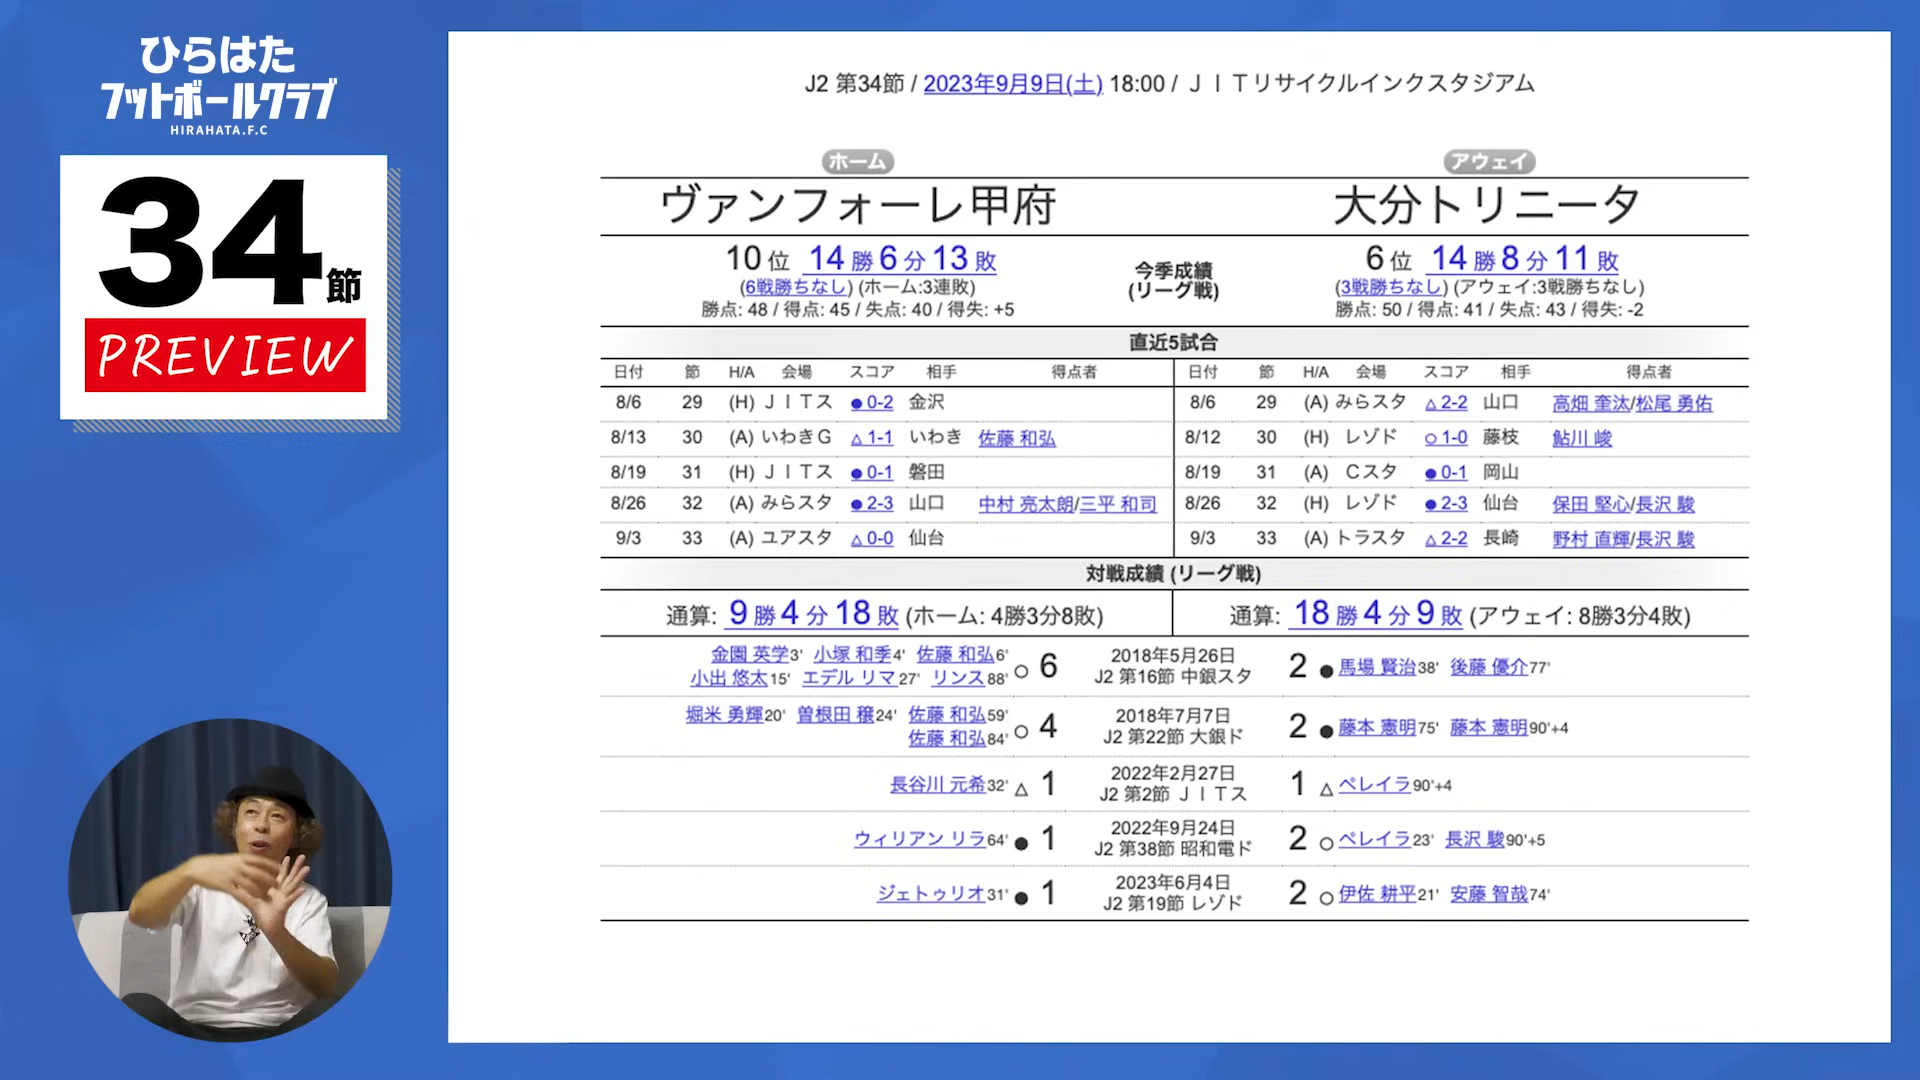 ひらはた
フットボールクラブ
HIRAHATA.F.C
34節
PREVIEW
J2 第34節 / 2023年9月9日(土) 18:00 / ＪＩＴリサイクルインクスタジアム
ホーム アウェイ
ヴァンフォーレ甲府 大分トリニータ
10位 14勝6分13敗 今季成績 6位 14勝8分11敗
(6戦勝ちなし) (ホーム:3連敗) (リーグ戦) (3戦勝ちなし) (アウェイ:3戦勝ちなし)
勝点: 48 / 得点: 45 / 失点: 40 / 得失: +5 勝点: 50 / 得点: 41 / 失点: 43 / 得失: -2
直近5試合
日付 節 H/A 会場 スコア 相手 得点者 日付 節 H/A 会場 スコア 相手 得点者
8/6 29 (H) ＪＩＴス ●0-2 金沢 8/6 29 (A) みらスタ △2-2 山口 高畑 奎汰/松尾 勇佑
8/13 30 (A) いわきＧ △1-1 いわき 佐藤 和弘 8/12 30 (H) レゾド ○1-0 藤枝 鮎川 峻
8/19 31 (H) ＪＩＴス ●0-1 磐田 8/19 31 (A) Ｃスタ ●0-1 岡山
8/26 32 (A) みらスタ ●2-3 山口 中村 亮太朗/三平 和司 8/26 32 (H) レゾド ●2-3 仙台 保田 堅心/長沢 駿
9/3 33 (A) ユアスタ △0-0 仙台 9/3 33 (A) トラスタ △2-2 長崎 野村 直輝/長沢 駿
対戦成績 (リーグ戦)
通算: 9勝4分18敗 (ホーム: 4勝3分8敗) 通算: 18勝4分9敗 (アウェイ: 8勝3分4敗)
金園 英学3' 小塚 和季4' 佐藤 和弘6'
小出 悠太15' エデル リマ27' リンス88' ○ 6 2018年5月26日 2 ● 馬場 賢治38' 後藤 優介77'
J2 第16節 中銀スタ
堀米 勇輝20' 曽根田 穣24' 佐藤 和弘59'
佐藤 和弘84' ○ 4 2018年7月7日 2 ● 藤本 憲明75' 藤本 憲明90'+4
J2 第22節 大銀ド
長谷川 元希32' △ 1 2022年2月27日 1 △ ペレイラ90'+4
J2 第2節 ＪＩＴス
ウィリアン リラ64' ● 1 2022年9月24日 2 ○ ペレイラ23' 長沢 駿90'+5
J2 第38節 昭和電ド
ジェトゥリオ31' ● 1 2023年6月4日 2 ○ 伊佐 耕平21' 安藤 智哉74'
J2 第19節 レゾド